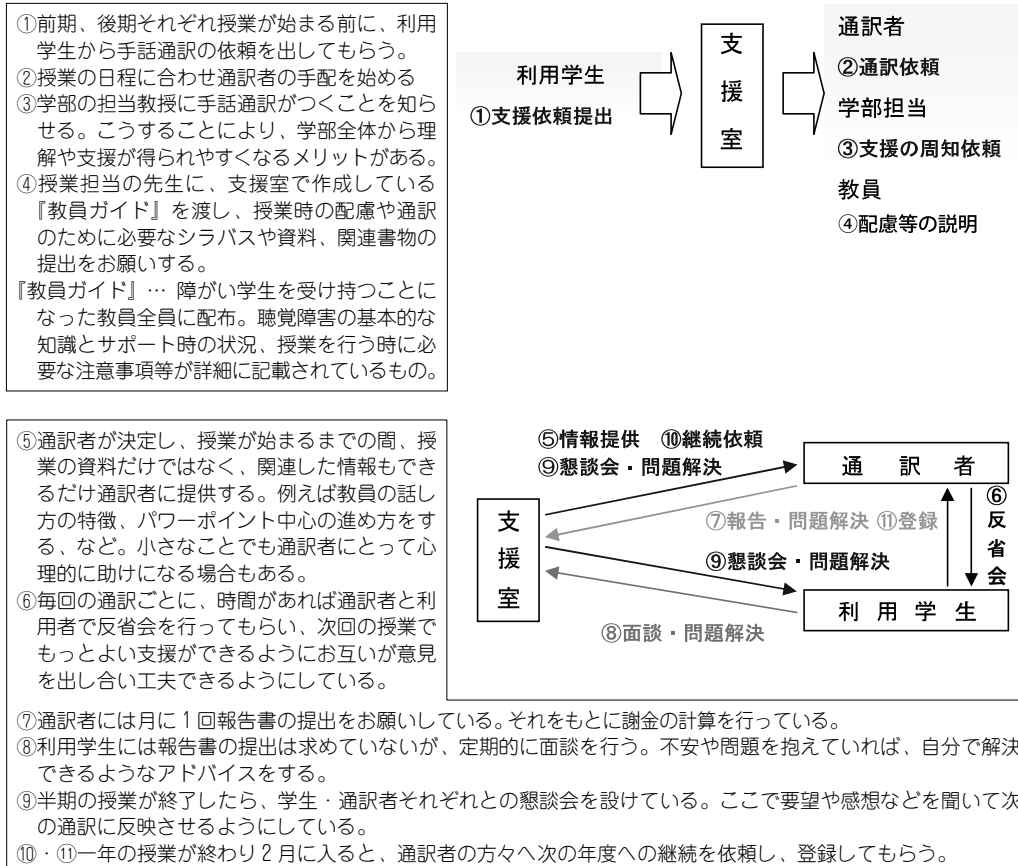 ①前期、後期それぞれ授業が始まる前に、利用
学生から手話通訳の依頼を出してもらう。
②授業の日程に合わせ通訳者の手配を始める
③学部の担当教授に手話通訳がつくことを知ら
せる。こうすることにより、学部全体から理
解や支援が得られやすくなるメリットがある。
④授業担当の先生に、支援室で作成している
『教員ガイド』を渡し、授業時の配慮や通訳
のために必要なシラバスや資料、関連書物の
提出をお願いする。
『教員ガイド』… 障がい学生を受け持つことに
なった教員全員に配布。聴覚障害の基本的な
知識とサポート時の状況、授業を行う時に必
要な注意事項等が詳細に記載されているもの。
利用学生
①支援依頼提出
支援室
通訳者
②通訳依頼
学部担当
③支援の周知依頼
教員
④配慮等の説明
⑤通訳者が決定し、授業が始まるまでの間、授
業の資料だけではなく、関連した情報もでき
るだけ通訳者に提供する。例えば教員の話し
方の特徴、パワーポイント中心の進め方をす
る、など。小さなことでも通訳者にとって心
理的に助けになる場合もある。
⑥毎回の通訳ごとに、時間があれば通訳者と利
用者で反省会を行ってもらい、次回の授業で
もっとよい支援ができるようにお互いが意見
を出し合い工夫できるようにしている。
⑤情報提供 ⑩継続依頼
⑨懇談会・問題解決
通訳者
⑦報告・問題解決 ⑪登録
支援室
⑨懇談会・問題解決
⑥反省会
利用学生
⑧面談・問題解決
⑦通訳者には月に1回報告書の提出をお願いしている。それをもとに謝金の計算を行っている。
⑧利用学生には報告書の提出は求めていないが、定期的に面談を行う。不安や問題を抱えていれば、自分で解決
できるようなアドバイスをする。
⑨半期の授業が終了したら、学生・通訳者それぞれとの懇談会を設けている。ここで要望や感想などを聞いて次
の通訳に反映させるようにしている。
⑩・⑪一年の授業が終わり2月に入ると、通訳者の方々へ次の年度への継続を依頼し、登録してもらう。